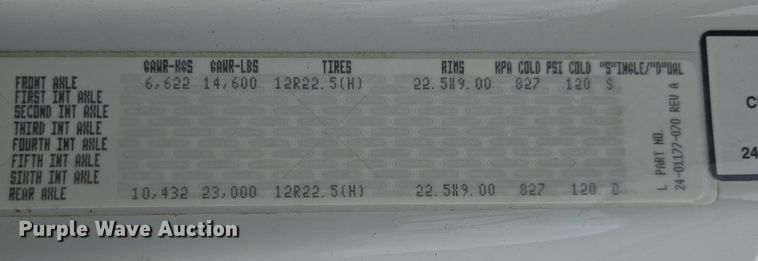 GAWR-KGS GAWR-LBS TIRES RIMS KPA COLD PSI COLD "S"INGLE/"D"UAL
FRONT AXLE 6,622 14,600 12R22.5(H) 22.5X9.00 827 120 S
FIRST INT AXLE
SECOND INT AXLE
THIRD INT AXLE
FOURTH INT AXLE
FIFTH INT AXLE
SIXTH INT AXLE
REAR AXLE 10,432 23,000 12R22.5(H) 22.5X9.00 827 120 D
L PART NO.
24-01177-070 REV A
24
Purple Wave Auction